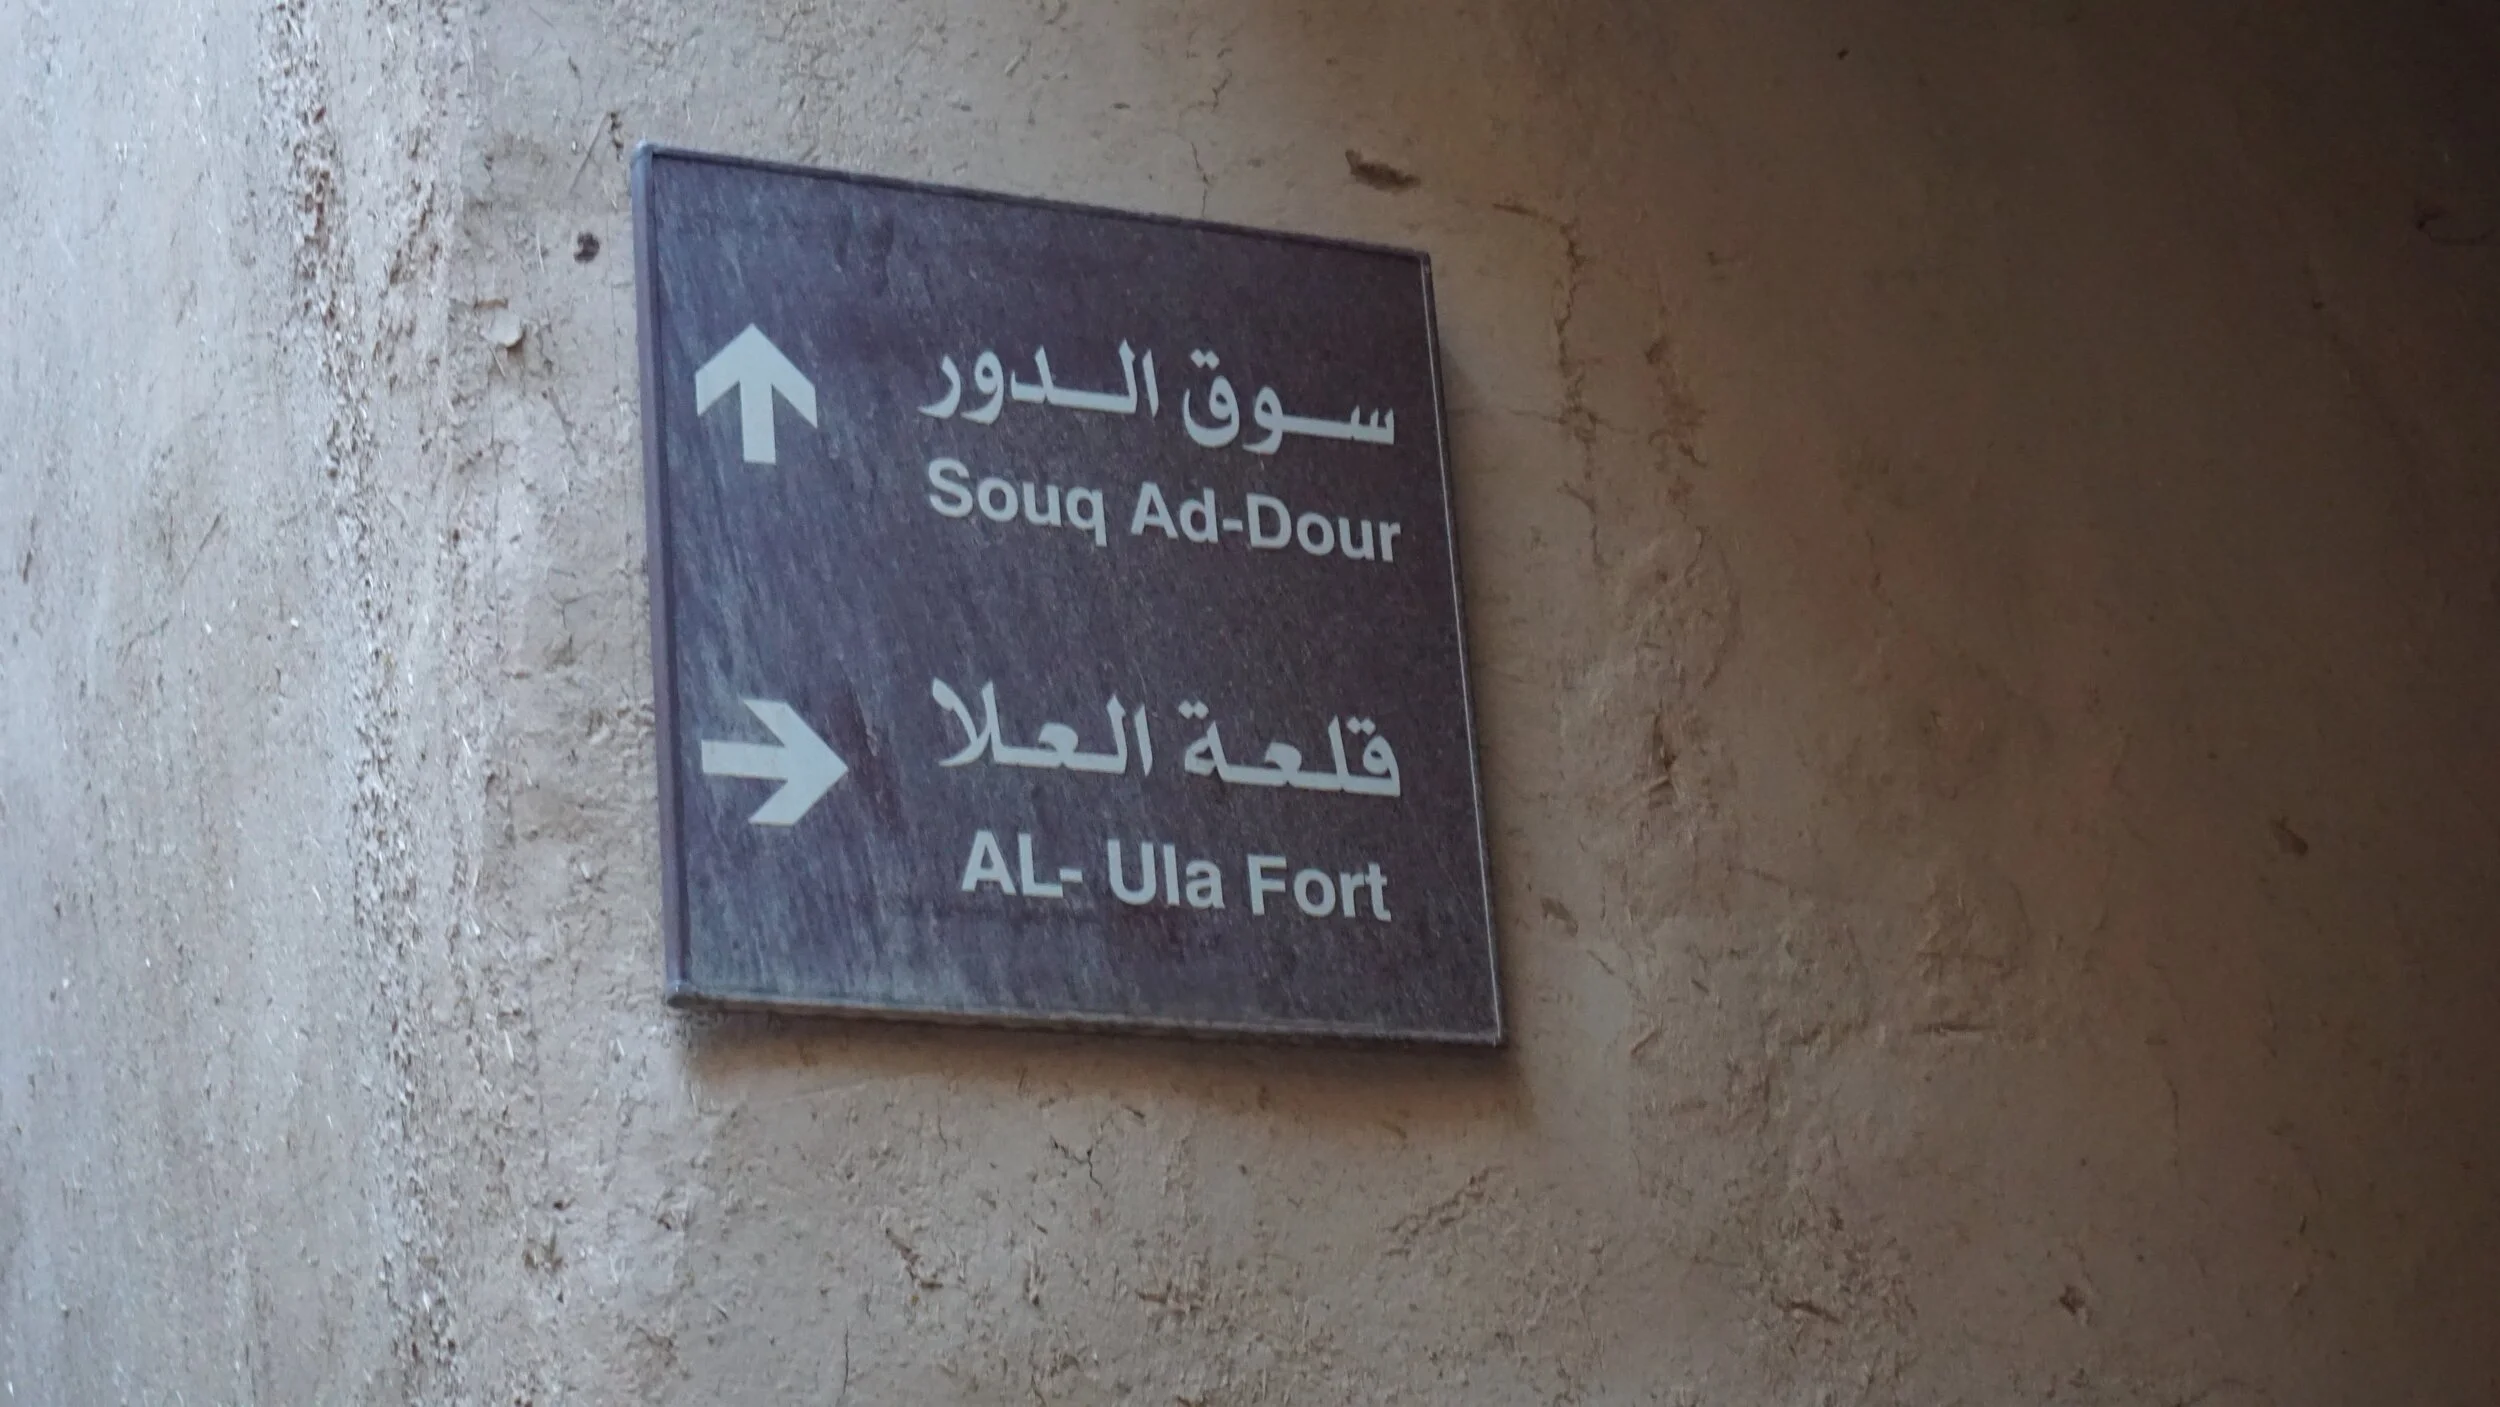 سوق الدور
Souq Ad-Dour
قلعة العلا
AL- Ula Fort